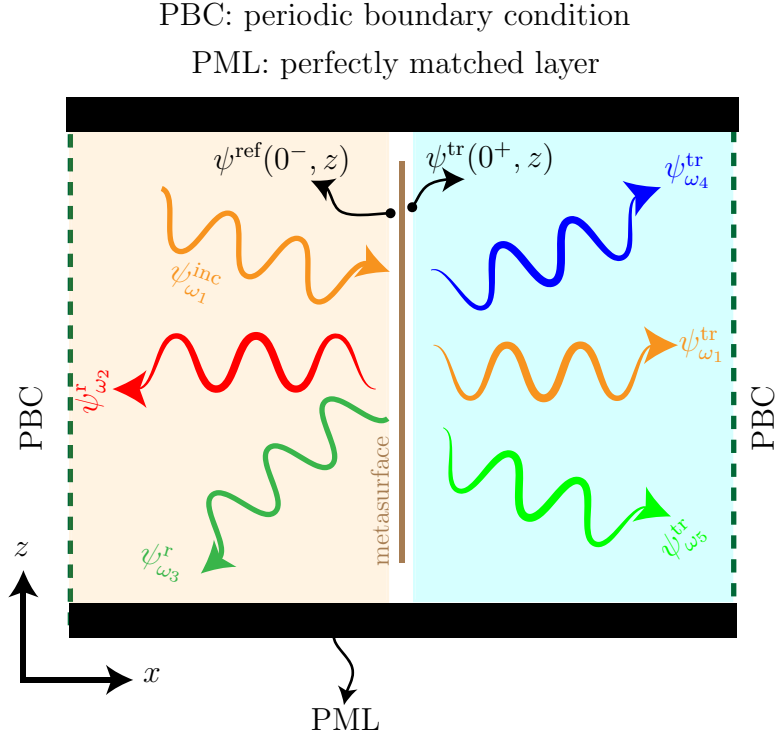 PBC: periodic boundary condition
PML: perfectly matched layer
ψ^ref(0⁻, z)
ψ^tr(0⁺, z)
ψ^tr_ω₄
ψ^inc_ω₁
ψ^tr_ω₁
ψ^r_ω₂
PBC
PBC
metasurface
ψ^r_ω₃
ψ^tr_ω₅
z
x
PML